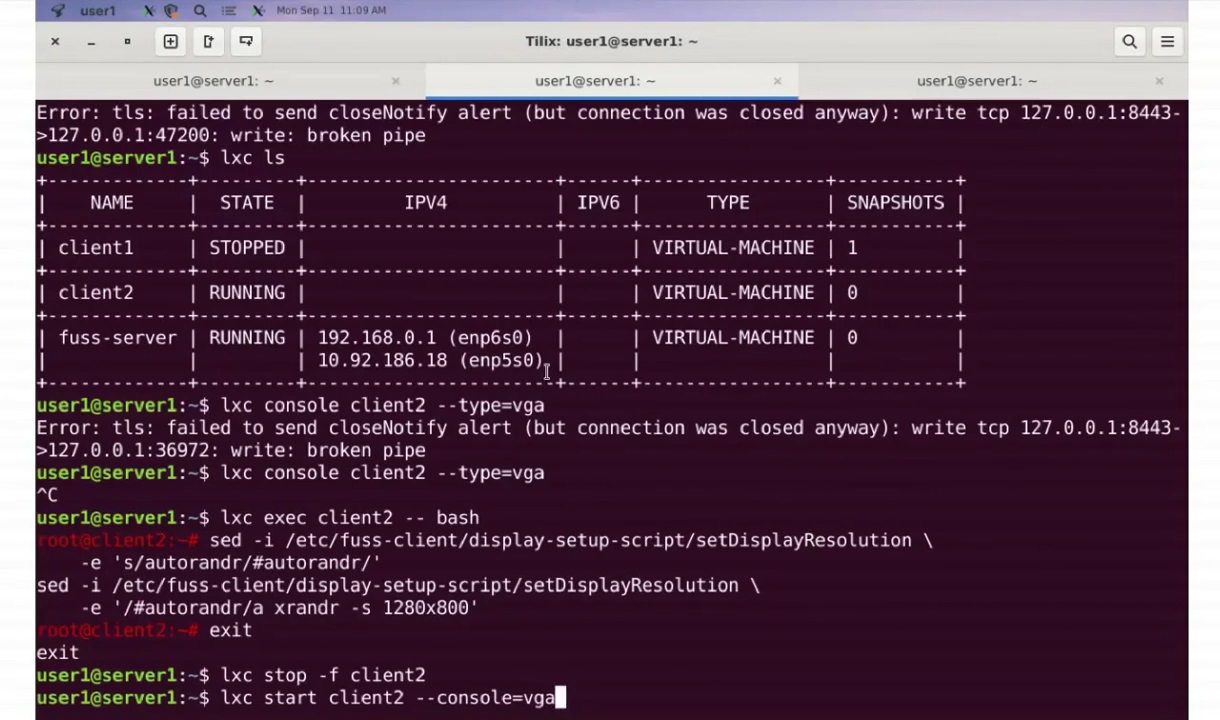 user1 Mon Sep 11 11:09 AM
Tilix: user1@server1: ~
user1@server1: ~ × user1@server1: ~ × user1@server1: ~ ×
Error: tls: failed to send closeNotify alert (but connection was closed anyway): write tcp 127.0.0.1:8443-
>127.0.0.1:47200: write: broken pipe
user1@server1:~$ lxc ls
+-------------+---------+-----------------------+------+-----------------+-----------+
| NAME | STATE | IPV4 | IPV6 | TYPE | SNAPSHOTS |
+-------------+---------+-----------------------+------+-----------------+-----------+
| client1 | STOPPED | | | VIRTUAL-MACHINE | 1 |
+-------------+---------+-----------------------+------+-----------------+-----------+
| client2 | RUNNING | | | VIRTUAL-MACHINE | 0 |
+-------------+---------+-----------------------+------+-----------------+-----------+
| fuss-server | RUNNING | 192.168.0.1 (enp6s0) | | VIRTUAL-MACHINE | 0 |
| | | 10.92.186.18 (enp5s0) | | | |
+-------------+---------+-----------------------+------+-----------------+-----------+
user1@server1:~$ lxc console client2 --type=vga
Error: tls: failed to send closeNotify alert (but connection was closed anyway): write tcp 127.0.0.1:8443-
>127.0.0.1:36972: write: broken pipe
user1@server1:~$ lxc console client2 --type=vga
^C
user1@server1:~$ lxc exec client2 -- bash
root@client2:~# sed -i /etc/fuss-client/display-setup-script/setDisplayResolution \
    -e 's/autorandr/#autorandr/'
sed -i /etc/fuss-client/display-setup-script/setDisplayResolution \
    -e '/#autorandr/a xrandr -s 1280x800'
root@client2:~# exit
exit
user1@server1:~$ lxc stop -f client2
user1@server1:~$ lxc start client2 --console=vga